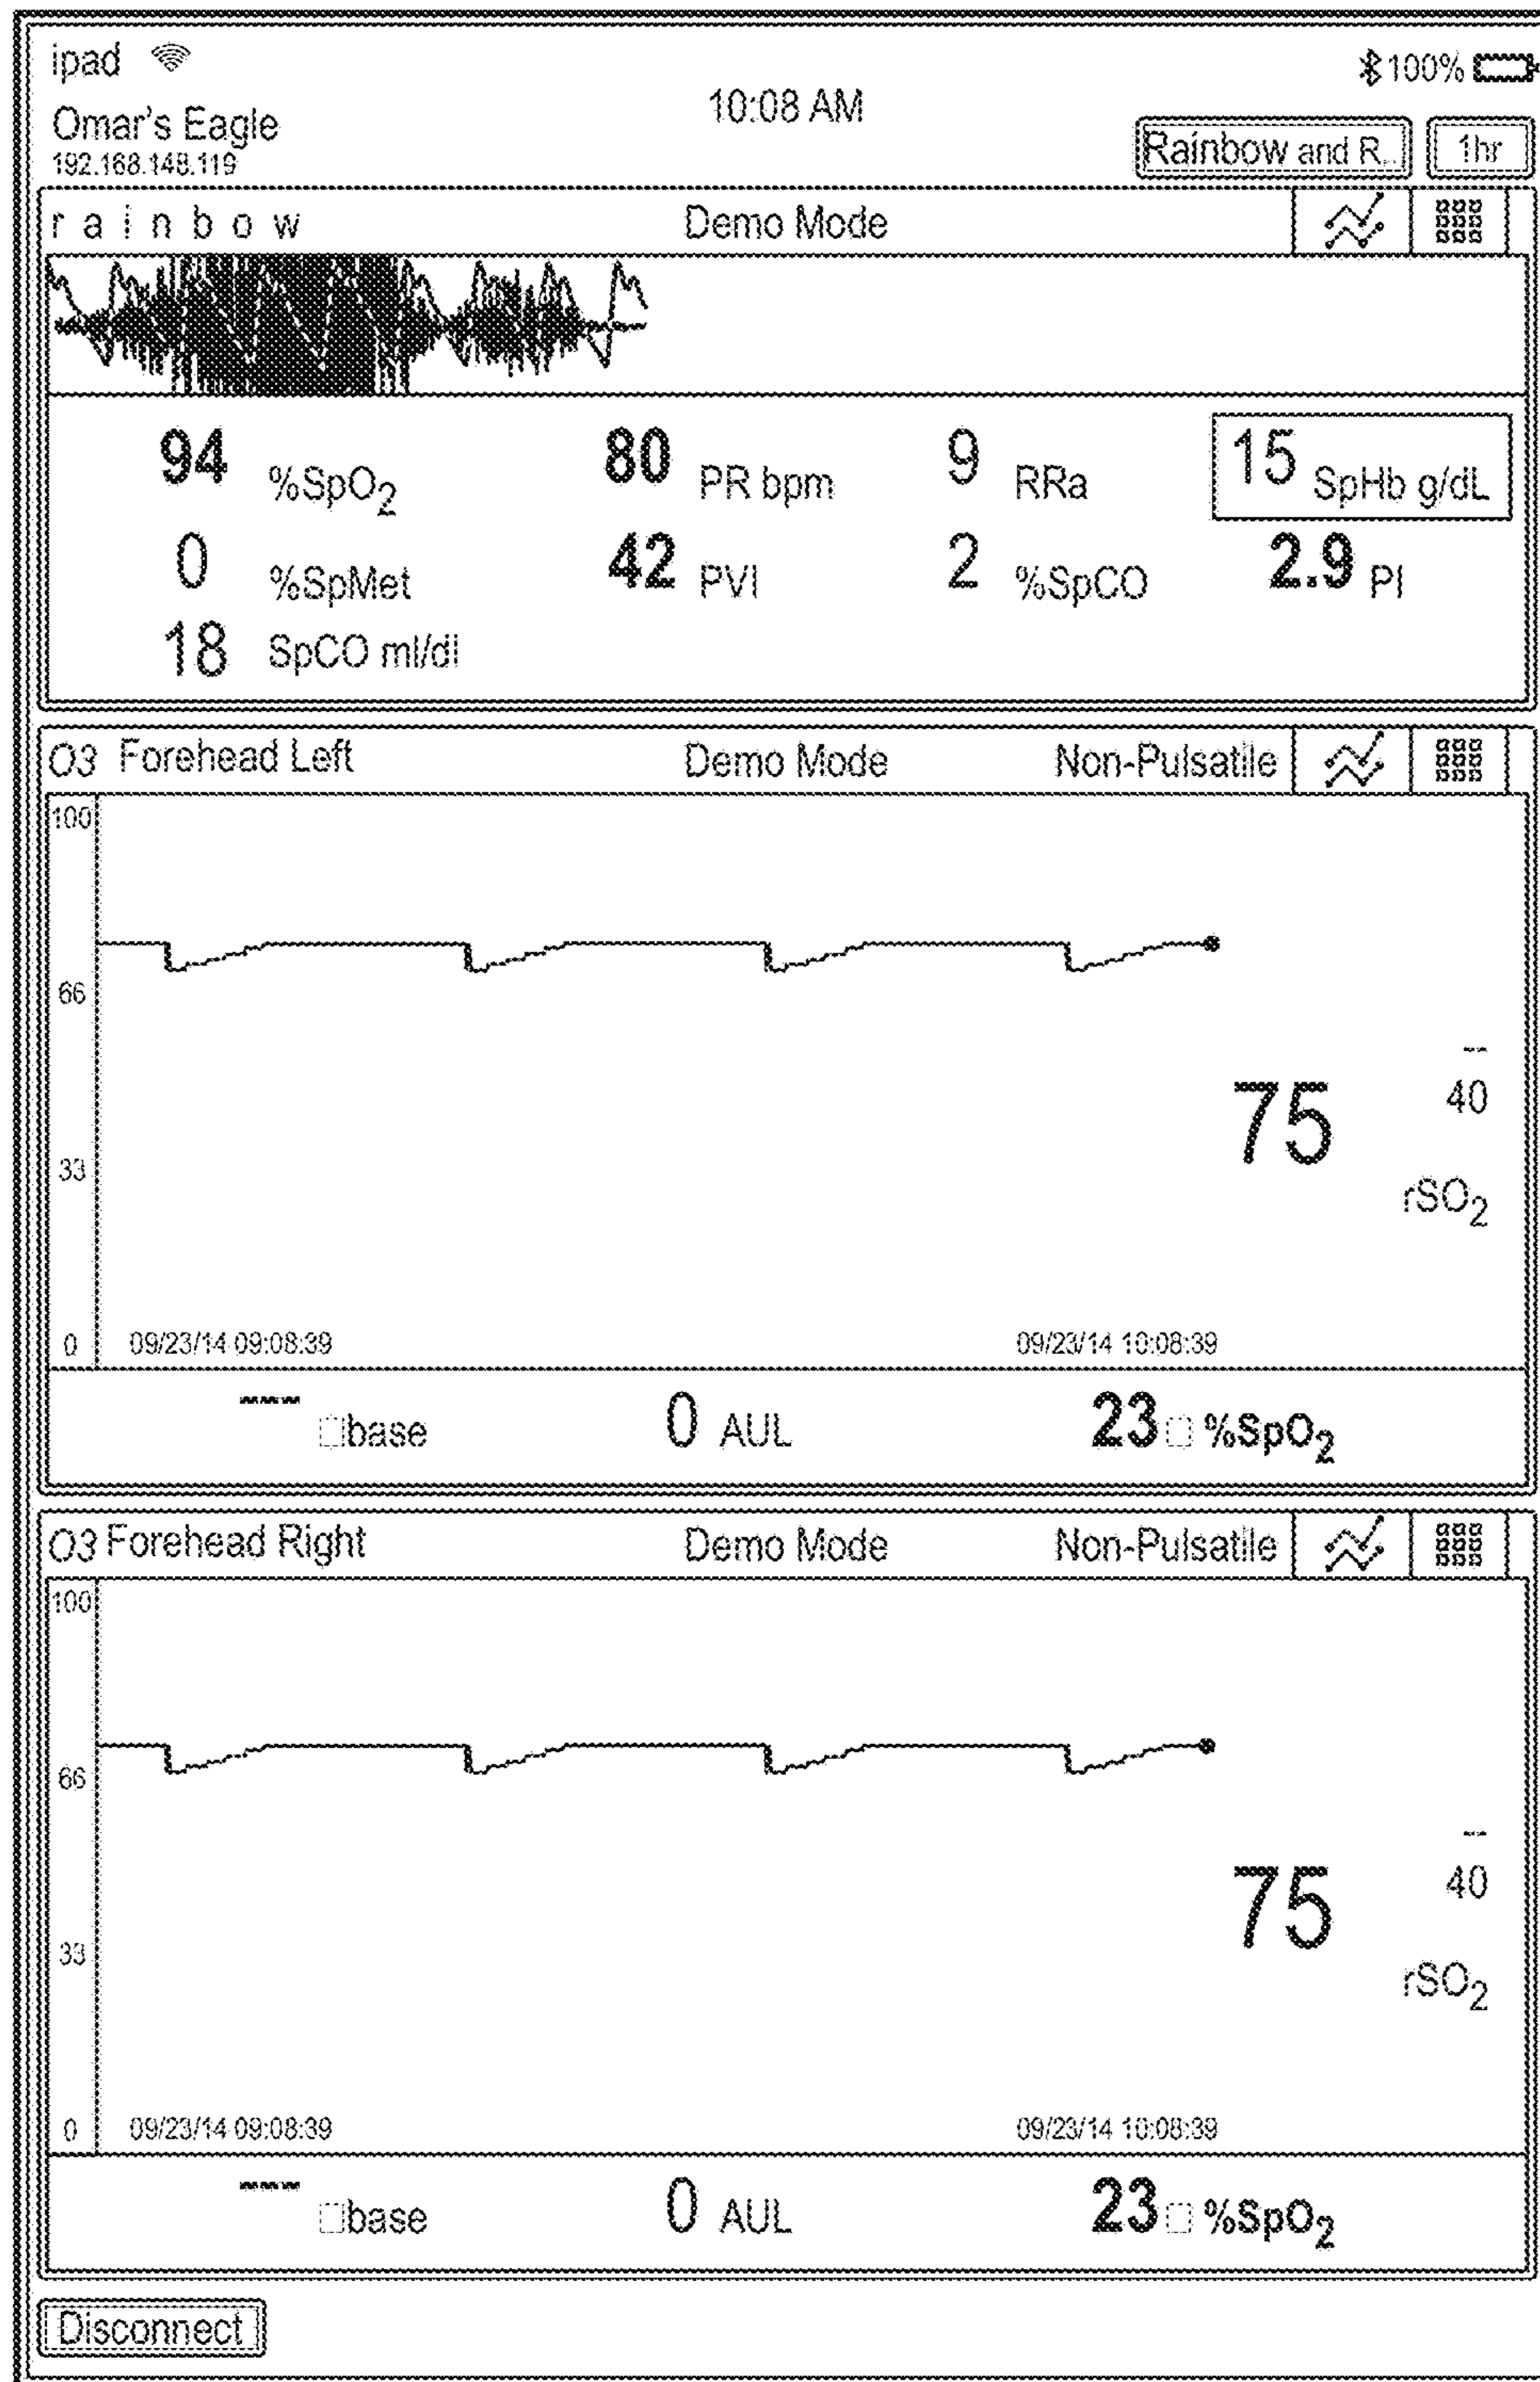 ipad
100%
10:08 AM
Omar's Eagle
192.168.148.119
Rainbow and R... 1hr
rainbow Demo Mode
94 %SpO2 80 PR bpm 9 RRa 15 SpHb g/dL
0 %SpMet 42 PVI 2 %SpCO 2.9 PI
18 SpCO ml/dl
O3 Forehead Left Demo Mode Non-Pulsatile
100
66
--
75 40
33
rSO2
0 09/23/14 09:08:39 09/23/14 10:08:39
--- □base 0 AUL 23 □ %SpO2
O3 Forehead Right Demo Mode Non-Pulsatile
100
66
--
75 40
33
rSO2
0 09/23/14 09:08:39 09/23/14 10:08:39
--- □base 0 AUL 23 □ %SpO2
Disconnect